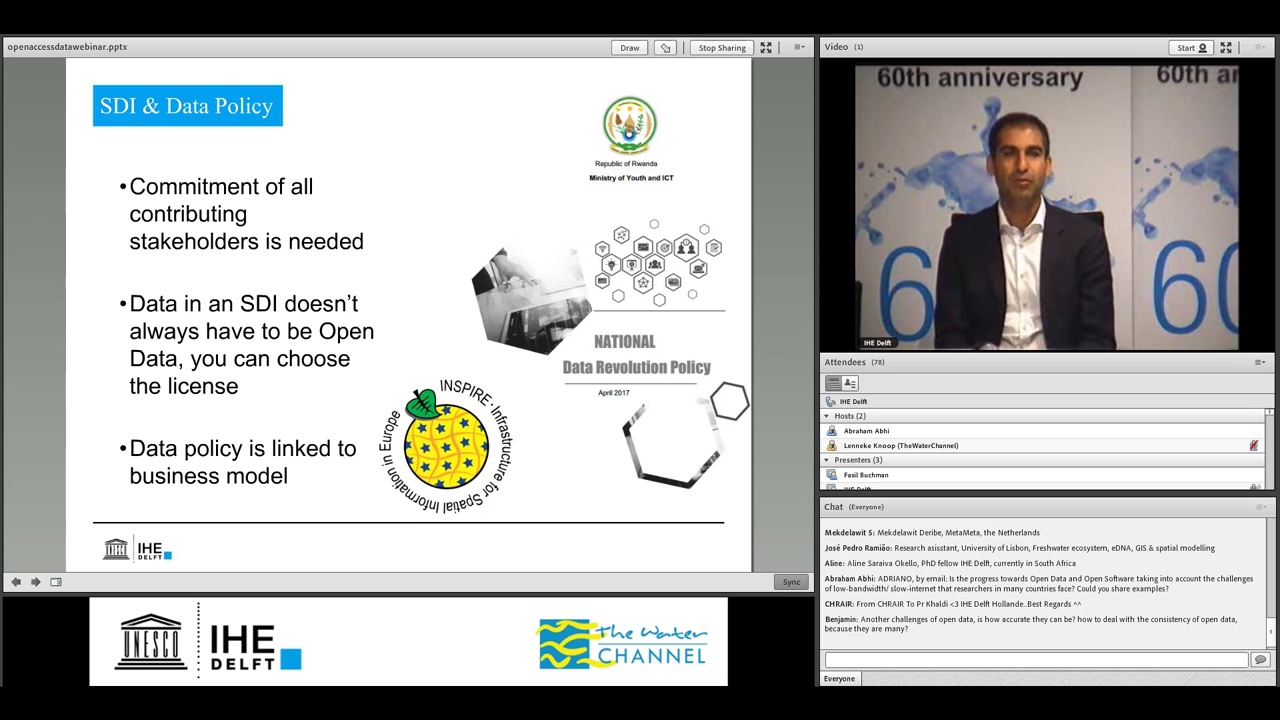 openaccessdatawebinar.pptx
Draw
Stop Sharing
SDI & Data Policy
•Commitment of all
contributing
stakeholders is needed
•Data in an SDI doesn't
always have to be Open
Data, you can choose
the license
•Data policy is linked to
business model
Republic of Rwanda
Ministry of Youth and ICT
NATIONAL
Data Revolution Policy
April 2017
INSPIRE · Infrastructure for Spatial Information in Europe
IHE
DELFT
Sync
UNESCO
IHE
DELFT
The Water
CHANNEL
Video (1)
Start
60th anniversary
60th an
60
60
IHE Delft
Attendees (78)
IHE Delft
Hosts (2)
Abraham Abhi
Lenneke Knoop (TheWaterChannel)
Presenters (3)
Fasil Buchman
IHE Delft
Chat (Everyone)
Mekdelawit S: Mekdelawit Deribe, MetaMeta, the Netherlands
José Pedro Ramião: Research asistant, University of Lisbon, Freshwater ecosystem, eDNA, GIS & spatial modelling
Aline: Aline Saraiva Okello, PhD fellow IHE Delft, currently in South Africa
Abraham Abhi: ADRIANO, by email: Is the progress towards Open Data and Open Software taking into account the challenges
of low-bandwidth/ slow-internet that researchers in many countries face? Could you share examples?
CHRAIR: From CHRAIR To Pr Khaldi <3 IHE Delft Hollande..Best Regards ^^
Benjamin: Another challenges of open data, is how accurate they can be? how to deal with the consistency of open data,
because they are many?
Everyone